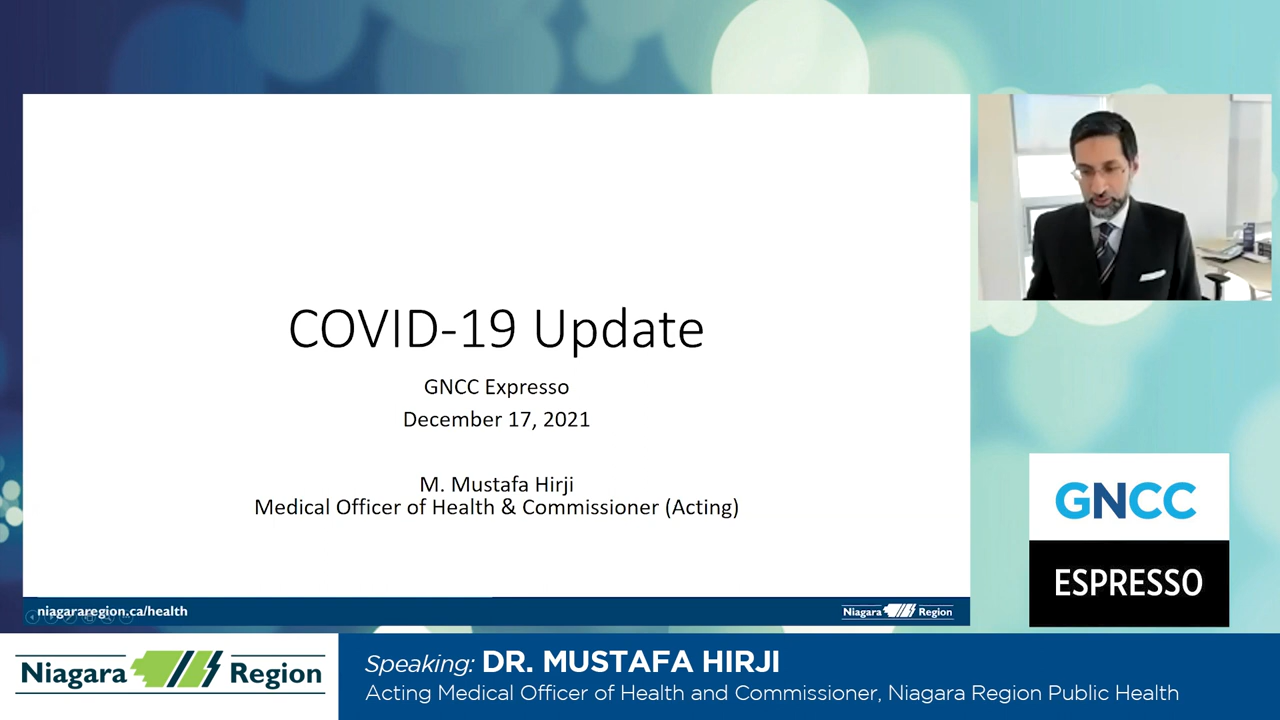 COVID-19 Update
GNCC Expresso
December 17, 2021
M. Mustafa Hirji
Medical Officer of Health & Commissioner (Acting)
niagararegion.ca/health
Niagara Region
GNCC
ESPRESSO
Niagara Region
Speaking: DR. MUSTAFA HIRJI
Acting Medical Officer of Health and Commissioner, Niagara Region Public Health